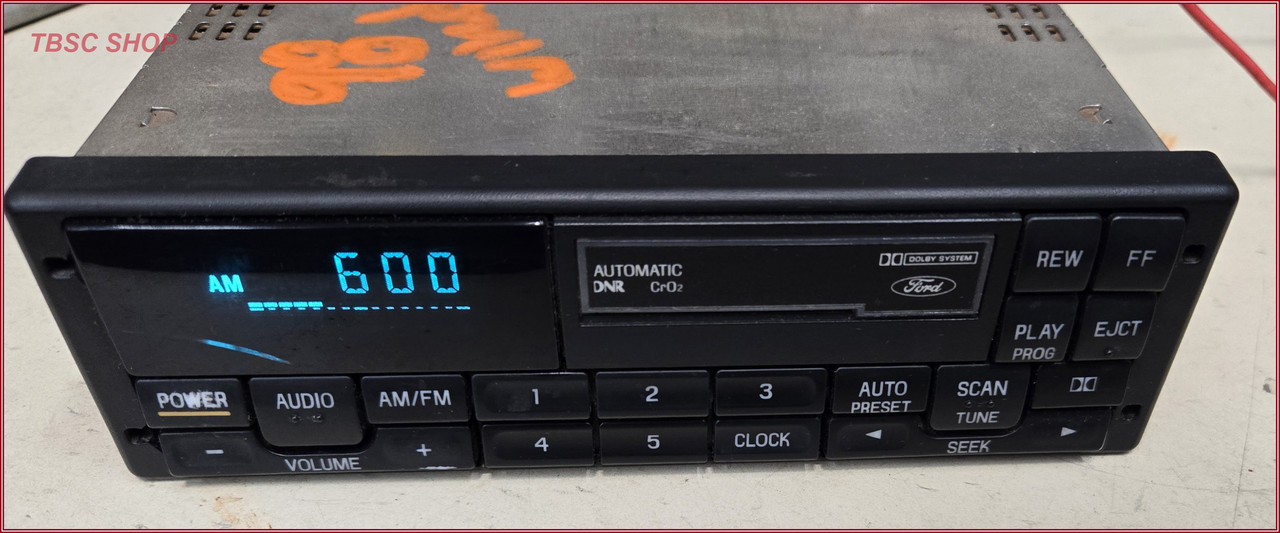 TBSC SHOP
AM 600
AUTOMATIC
DNR CrO2
DOLBY SYSTEM
Ford
REW
FF
PLAY
PROG
EJCT
POWER
AUDIO
AM/FM
1
2
3
AUTO
PRESET
SCAN
TUNE
-
VOLUME
+
4
5
CLOCK
SEEK